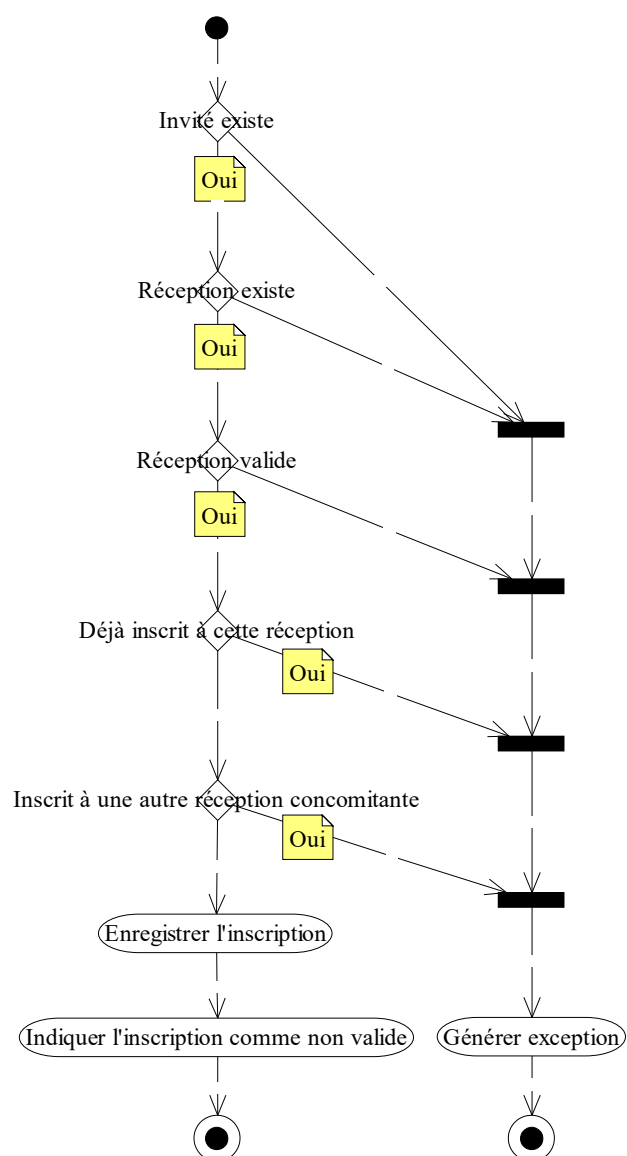 Invité existe
Oui
Réception existe
Oui
Réception valide
Oui
Déjà inscrit à cette réception
Oui
Inscrit à une autre réception concomitante
Oui
Enregistrer l'inscription
Indiquer l'inscription comme non valide
Générer exception